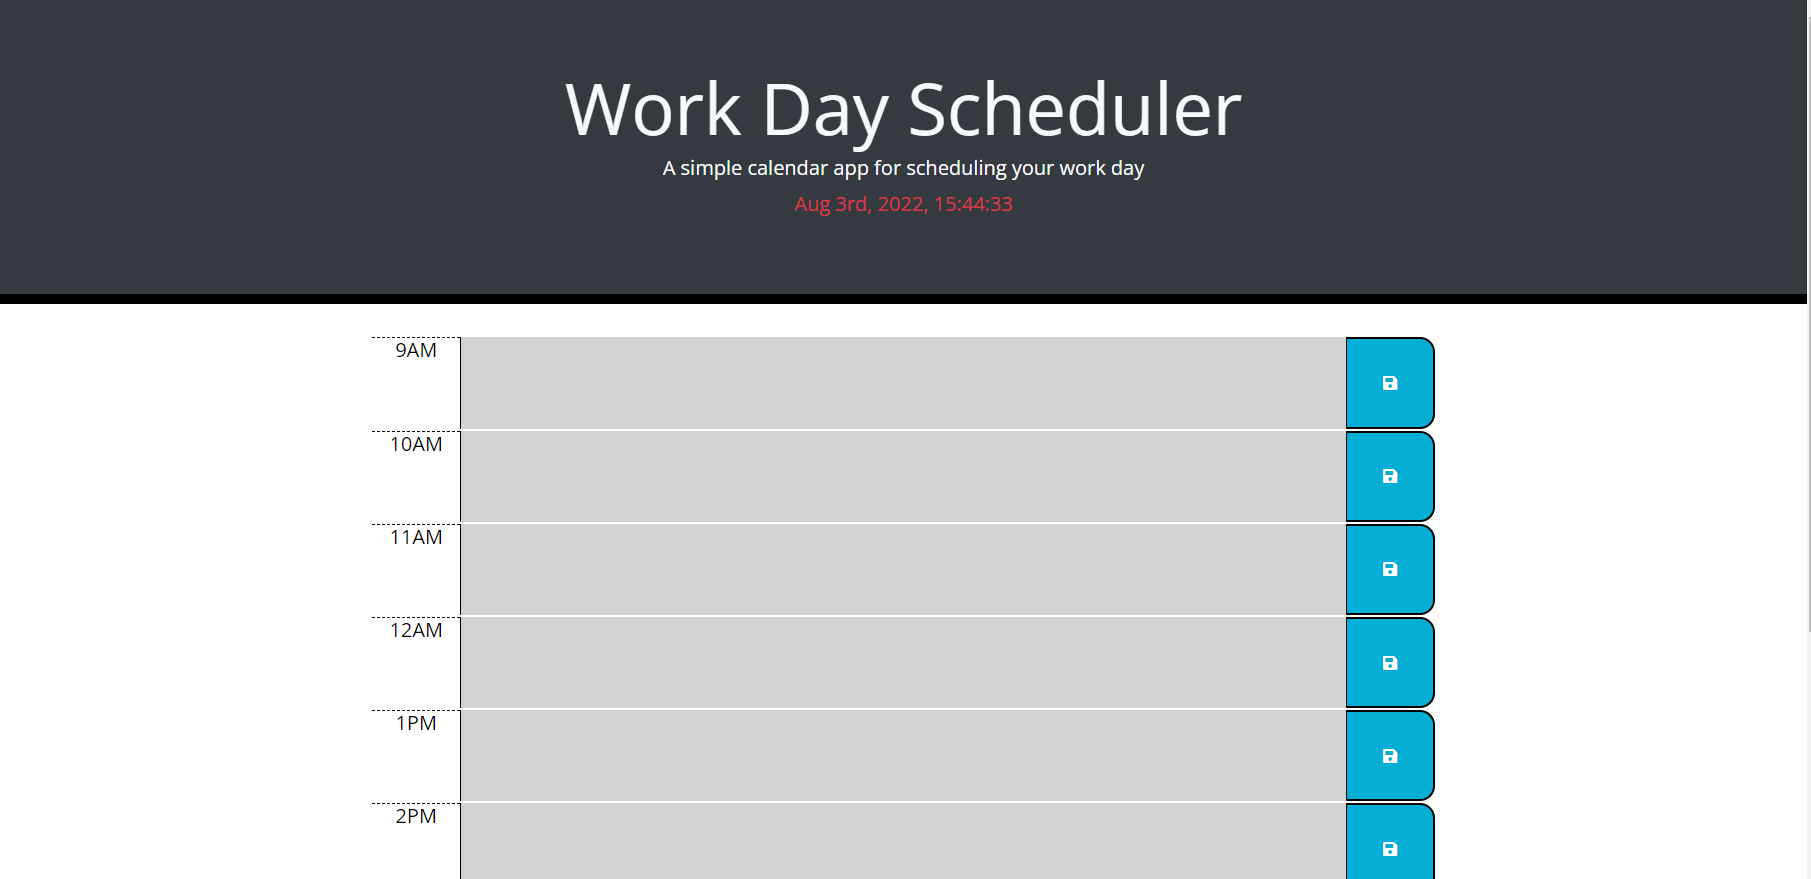 Work Day Scheduler
A simple calendar app for scheduling your work day
Aug 3rd, 2022, 15:44:33
9AM
10AM
11AM
12AM
1PM
2PM